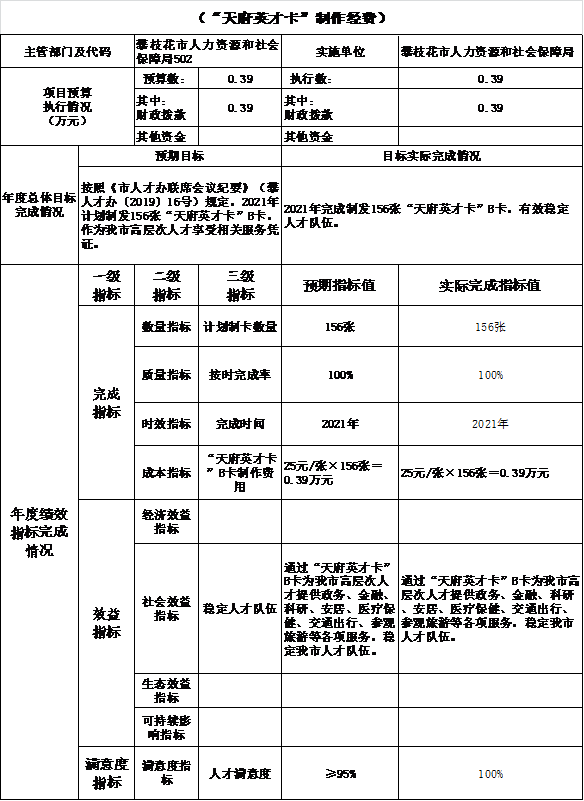 （“天府英才卡”制作经费）
主管部门及代码
攀枝花市人力资源和社会
保障局502
实施单位
攀枝花市人力资源和社会保障局
项目预算
执行情况
（万元）
预算数：
0.39
执行数：
0.39
其中：
财政拨款
0.39
其中：
财政拨款
0.39
其他资金
其他资金
年度总体目标
完成情况
预期目标
目标实际完成情况
按照《市人才办联席会议纪要》（攀
人才办〔2019〕16号）规定。2021年
计划制发156张“天府英才卡”B卡。
作为我市高层次人才享受相关服务凭
证。
2021年完成制发156张“天府英才卡”B卡。有效稳定
人才队伍。
年度绩效
指标完成
情况
一级
指标
二级
指标
三级
指标
预期指标值
实际完成指标值
完成
指标
数量指标
计划制卡数量
156张
156张
质量指标
按时完成率
100%
100%
时效指标
完成时间
2021年
2021年
成本指标
“天府英才卡
”B卡制作费
用
25元/张×156张＝
0.39万元
25元/张×156张＝0.39万元
效益
指标
经济效益
指标
社会效益
指标
稳定人才队伍
通过“天府英才卡”
B卡为我市高层次人
才提供政务、金融、
科研、安居、医疗保
健、交通出行、参观
旅游等各项服务。稳
定我市人才队伍。
通过“天府英才卡”B卡为我市高
层次人才提供政务、金融、科研
、安居、医疗保健、交通出行、
参观旅游等各项服务。稳定我市
人才队伍。
生态效益
指标
可持续影
响指标
满意度
指标
满意度指
标
人才满意度
≥95%
100%